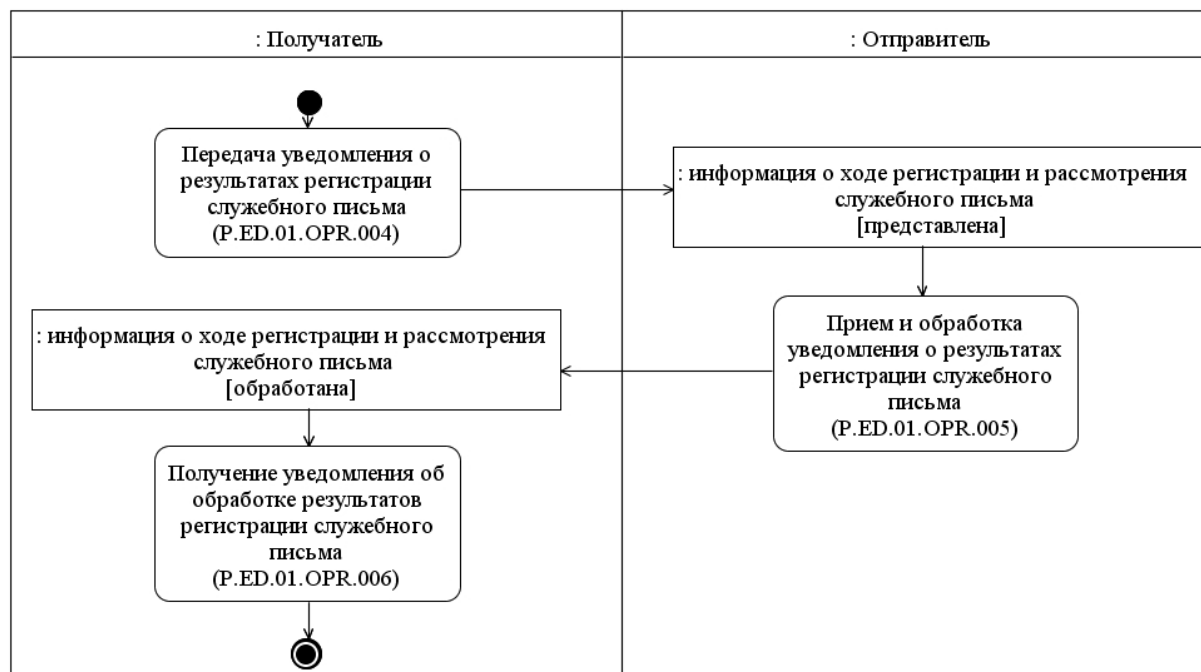 : Получатель
: Отправитель
Передача уведомления о
результатах регистрации
служебного письма
(P.ED.01.OPR.004)
: информация о ходе регистрации и рассмотрения
служебного письма
[представлена]
Прием и обработка
уведомления о результатах
регистрации служебного
письма
(P.ED.01.OPR.005)
: информация о ходе регистрации и рассмотрения
служебного письма
[обработана]
Получение уведомления об
обработке результатов
регистрации служебного
письма
(P.ED.01.OPR.006)